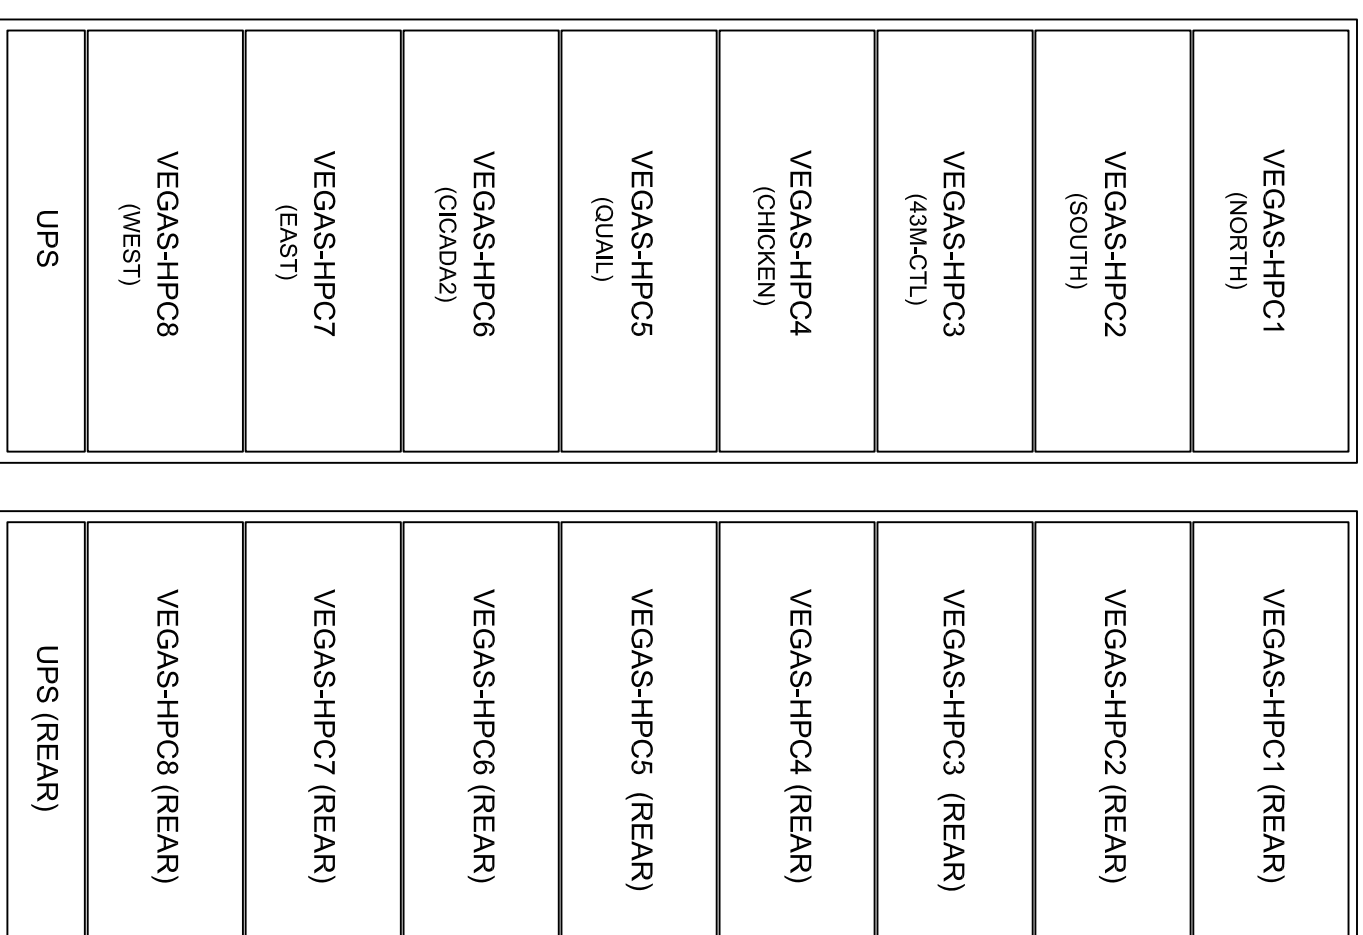 VEGAS-HPC1
(NORTH)
VEGAS-HPC2
(SOUTH)
VEGAS-HPC3
(43M-CTL)
VEGAS-HPC4
(CHICKEN)
VEGAS-HPC5
(QUAIL)
VEGAS-HPC6
(CICADA2)
VEGAS-HPC7
(EAST)
VEGAS-HPC8
(WEST)
UPS
VEGAS-HPC1 (REAR)
VEGAS-HPC2 (REAR)
VEGAS-HPC3 (REAR)
VEGAS-HPC4 (REAR)
VEGAS-HPC5 (REAR)
VEGAS-HPC6 (REAR)
VEGAS-HPC7 (REAR)
VEGAS-HPC8 (REAR)
UPS (REAR)